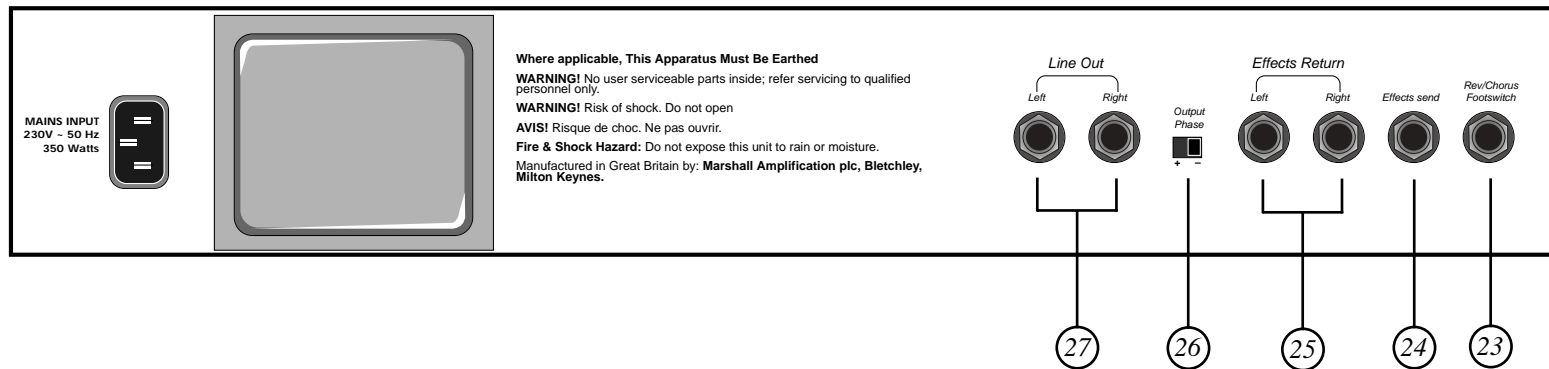 MAINS INPUT
230V ~ 50 Hz
350 Watts
Where applicable, This Apparatus Must Be Earthed
WARNING! No user serviceable parts inside; refer servicing to qualified
personnel only.
WARNING! Risk of shock. Do not open
AVIS! Risque de choc. Ne pas ouvrir.
Fire & Shock Hazard: Do not expose this unit to rain or moisture.
Manufactured in Great Britain by: Marshall Amplification plc, Bletchley,
Milton Keynes.
Line Out
Left Right
Output
Phase
+ –
Effects Return
Left Right
Effects send
Rev/Chorus
Footswitch
27 26 25 24 23